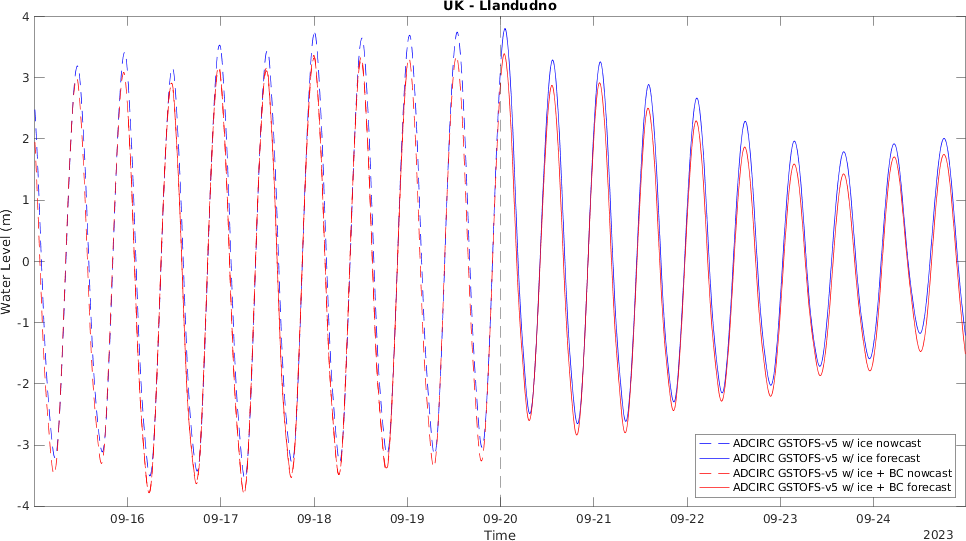 UK - Llandudno
4
3
2
1
0
-1
-2
-3
-4
Water Level (m)
09-16 09-17 09-18 09-19 09-20 09-21 09-22 09-23 09-24
Time
2023
ADCIRC GSTOFS-v5 w/ ice nowcast
ADCIRC GSTOFS-v5 w/ ice forecast
ADCIRC GSTOFS-v5 w/ ice + BC nowcast
ADCIRC GSTOFS-v5 w/ ice + BC forecast